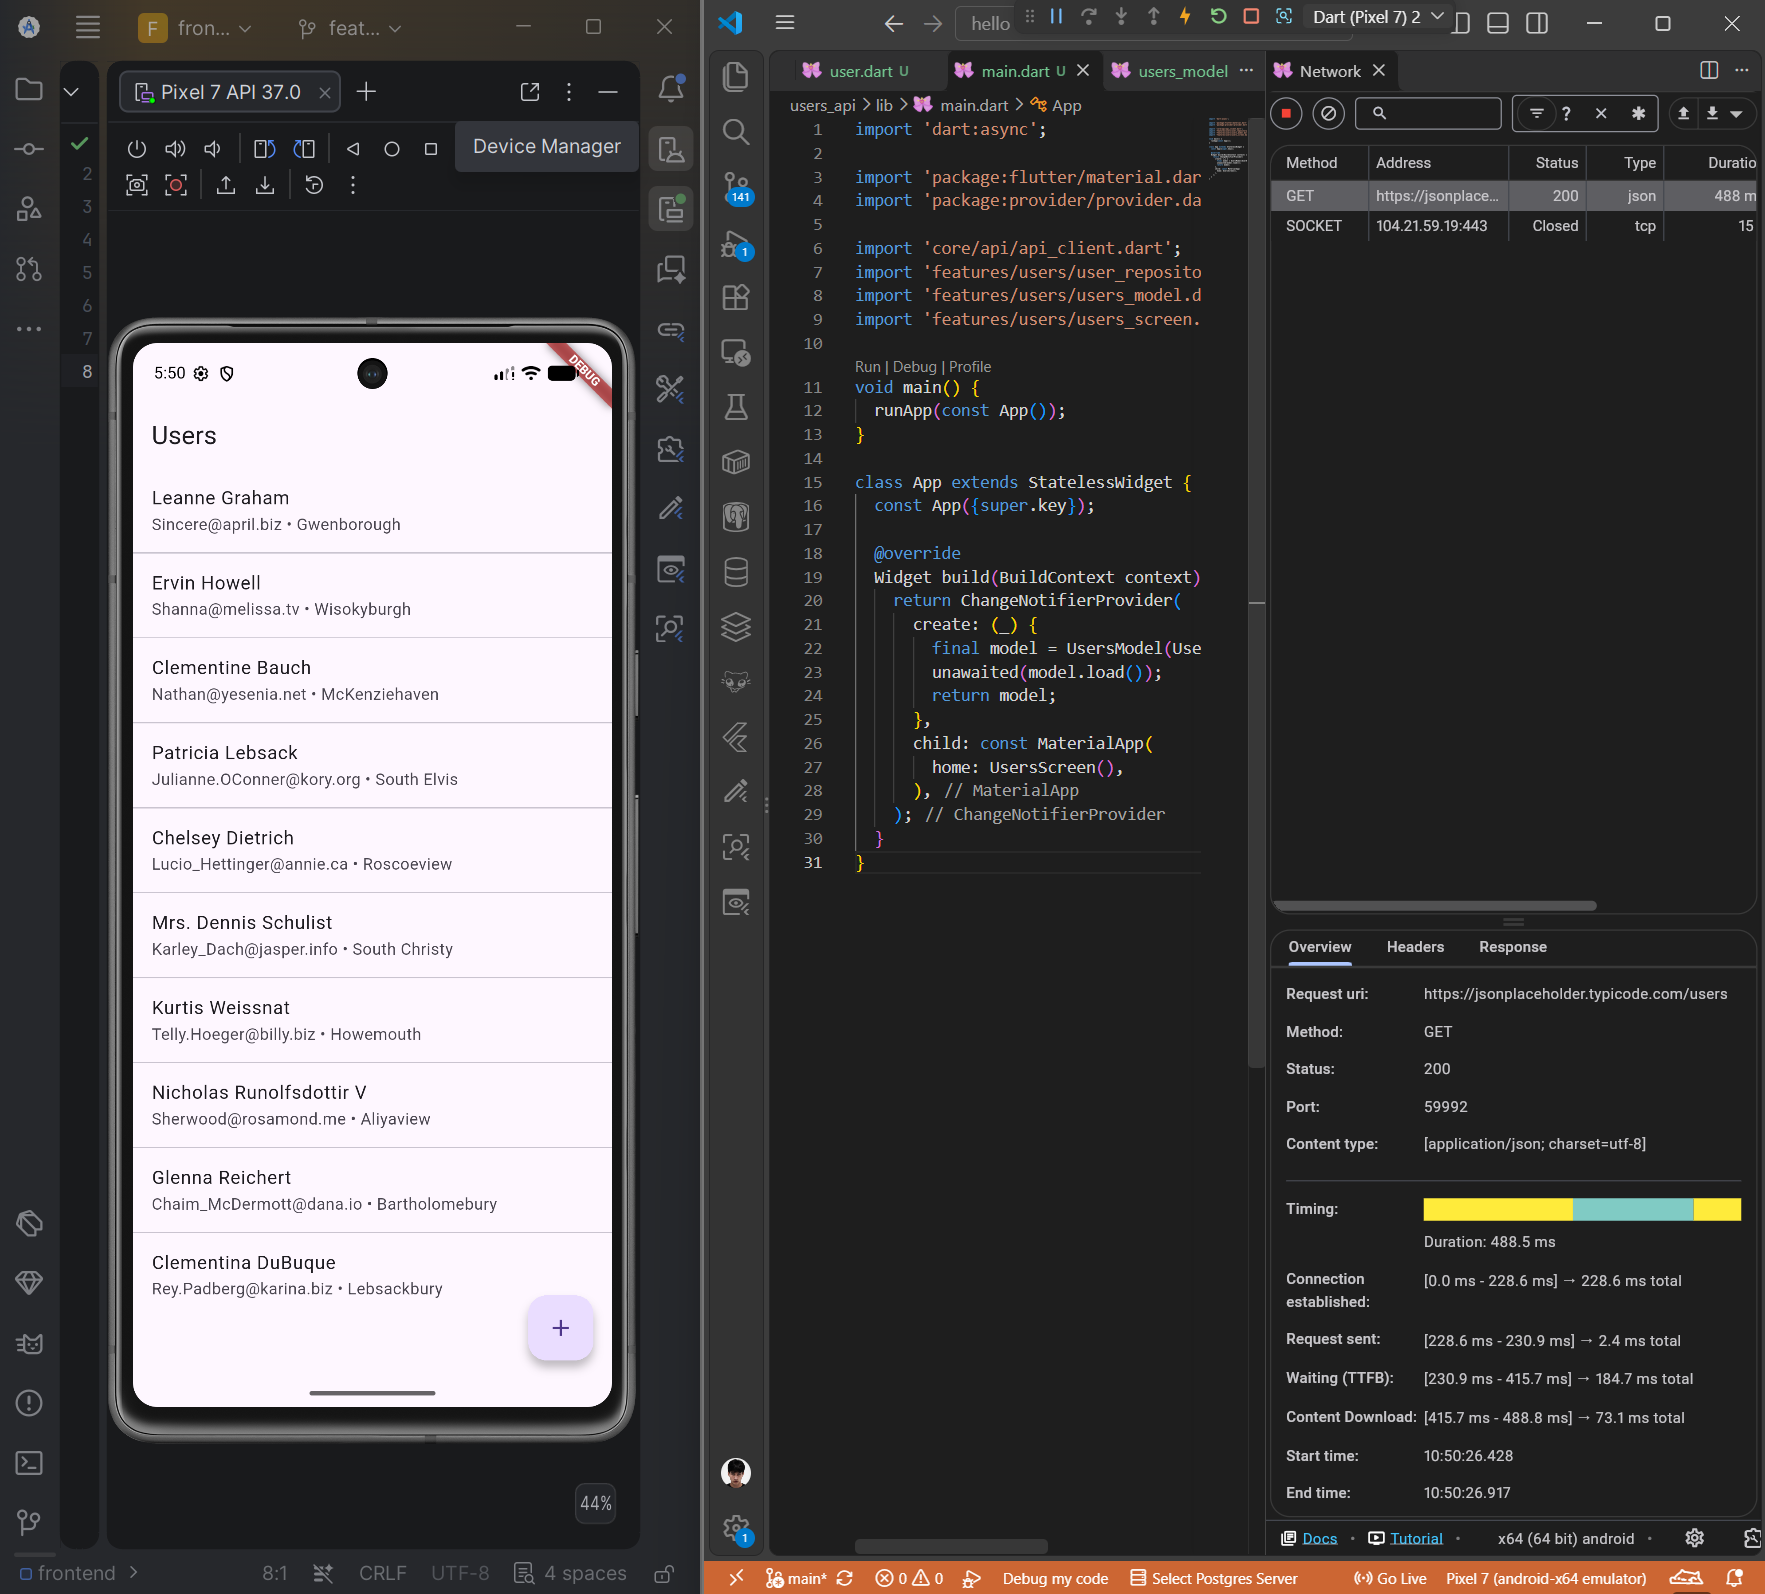 F
fron...
feat...
Pixel 7 API 37.0
Device Manager
2
3
4
5
6
7
8
5:50
DEBUG
Users
Leanne Graham
Sincere@april.biz • Gwenborough
Ervin Howell
Shanna@melissa.tv • Wisokyburgh
Clementine Bauch
Nathan@yesenia.net • McKenziehaven
Patricia Lebsack
Julianne.OConner@kory.org • South Elvis
Chelsey Dietrich
Lucio_Hettinger@annie.ca • Roscoeview
Mrs. Dennis Schulist
Karley_Dach@jasper.info • South Christy
Kurtis Weissnat
Telly.Hoeger@billy.biz • Howemouth
Nicholas Runolfsdottir V
Sherwood@rosamond.me • Aliyaview
Glenna Reichert
Chaim_McDermott@dana.io • Bartholomebury
Clementina DuBuque
Rey.Padberg@karina.biz • Lebsackbury
+
44%
frontend
8:1
CRLF
UTF-8
4 spaces
hello
Dart (Pixel 7) 2
141
1
1
user.dart U
main.dart U
users_model
users_api > lib > main.dart > App
1 import 'dart:async';
2
3 import 'package:flutter/material.dar
4 import 'package:provider/provider.da
5
6 import 'core/api/api_client.dart';
7 import 'features/users/user_reposito
8 import 'features/users/users_model.d
9 import 'features/users/users_screen.
10
Run | Debug | Profile
11 void main() {
12 runApp(const App());
13 }
14
15 class App extends StatelessWidget {
16 const App({super.key});
17
18 @override
19 Widget build(BuildContext context)
20 return ChangeNotifierProvider(
21 create: (_) {
22 final model = UsersModel(Use
23 unawaited(model.load());
24 return model;
25 },
26 child: const MaterialApp(
27 home: UsersScreen(),
28 ), // MaterialApp
29 ); // ChangeNotifierProvider
30 }
31 }
Network
?
Method Address Status Type Duratio
GET https://jsonplace... 200 json 488 m
SOCKET 104.21.59.19:443 Closed tcp 15
Overview Headers Response
Request uri: https://jsonplaceholder.typicode.com/users
Method: GET
Status: 200
Port: 59992
Content type: [application/json; charset=utf-8]
Timing:
Duration: 488.5 ms
Connection established: [0.0 ms - 228.6 ms] → 228.6 ms total
Request sent: [228.6 ms - 230.9 ms] → 2.4 ms total
Waiting (TTFB): [230.9 ms - 415.7 ms] → 184.7 ms total
Content Download: [415.7 ms - 488.8 ms] → 73.1 ms total
Start time: 10:50:26.428
End time: 10:50:26.917
Docs • Tutorial • x64 (64 bit) android •
main* 0 0 Debug my code Select Postgres Server Go Live Pixel 7 (android-x64 emulator)